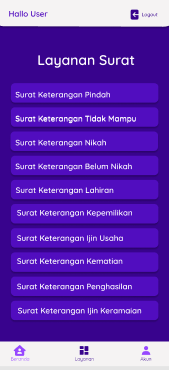 Hallo User
Logout
Layanan Surat
Surat Keterangan Pindah
Surat Keterangan Tidak Mampu
Surat Keterangan Nikah
Surat Keterangan Belum Nikah
Surat Keterangan Lahiran
Surat Keterangan Kepemilikan
Surat Keterangan Ijin Usaha
Surat Keterangan Kematian
Surat Keterangan Penghasilan
Surat Keterangan Ijin Keramaian
Beranda
Layanan
Akun